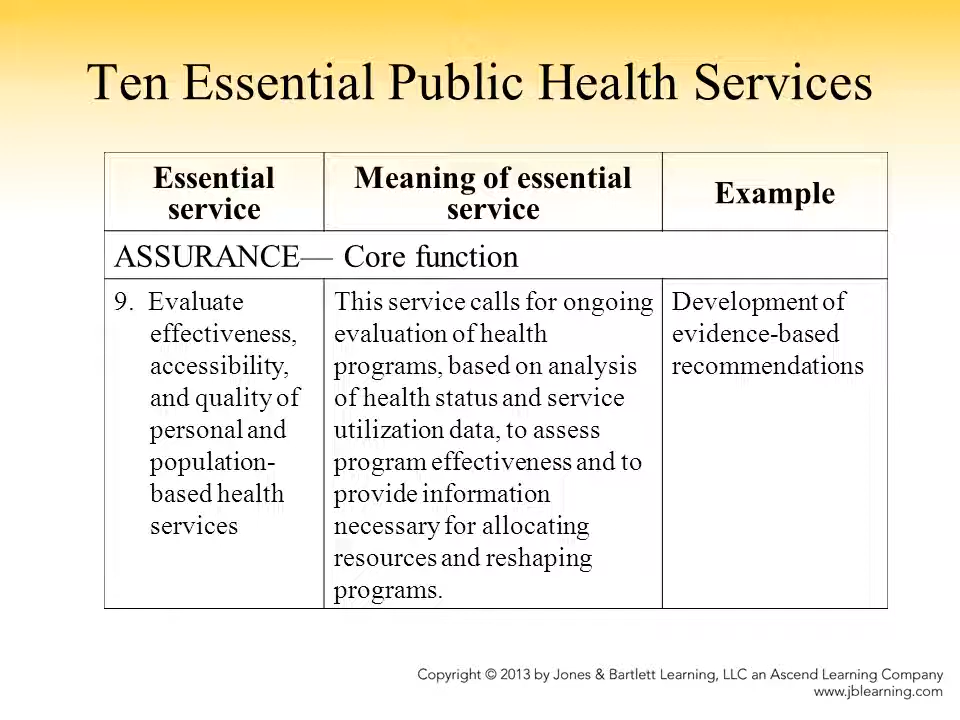 Ten Essential Public Health Services
Essential
service
Meaning of essential
service
Example
ASSURANCE— Core function
9. Evaluate
effectiveness,
accessibility,
and quality of
personal and
population-
based health
services
This service calls for ongoing
evaluation of health
programs, based on analysis
of health status and service
utilization data, to assess
program effectiveness and to
provide information
necessary for allocating
resources and reshaping
programs.
Development of
evidence-based
recommendations
Copyright © 2013 by Jones & Bartlett Learning, LLC an Ascend Learning Company
www.jblearning.com